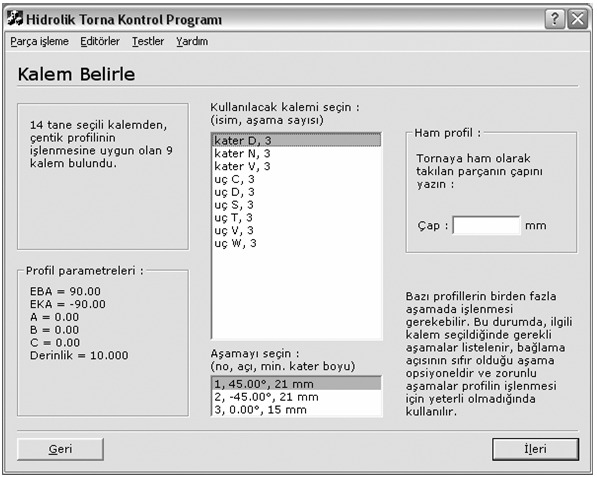 Hidrolik Torna Kontrol Programı
Parça işleme Editörler Testler Yardım
Kalem Belirle
14 tane seçili kalemden,
çentik profilinin
işlenmesine uygun olan 9
kalem bulundu.
Profil parametreleri :
EBA = 90.00
EKA = -90.00
A = 0.00
B = 0.00
C = 0.00
Derinlik = 10.000
Kullanılacak kalemi seçin :
(isim, aşama sayısı)
kater D, 3
kater N, 3
kater V, 3
uç C, 3
uç D, 3
uç S, 3
uç T, 3
uç V, 3
uç W, 3
Aşamayı seçin :
(no, açı, min. kater boyu)
1, 45.00°, 21 mm
2, -45.00°, 21 mm
3, 0.00°, 15 mm
Ham profil :
Tornaya ham olarak
takılan parçanın çapını
yazın :
Çap : mm
Bazı profillerin birden fazla
aşamada işlenmesi
gerekebilir. Bu durumda, ilgili
kalem seçildiğinde gerekli
aşamalar listelenir, bağlama
açısının sıfır olduğu aşama
opsiyoneldir ve zorunlu
aşamalar profilin işlenmesi
için yeterli olmadığında
kullanılır.
Geri
İleri